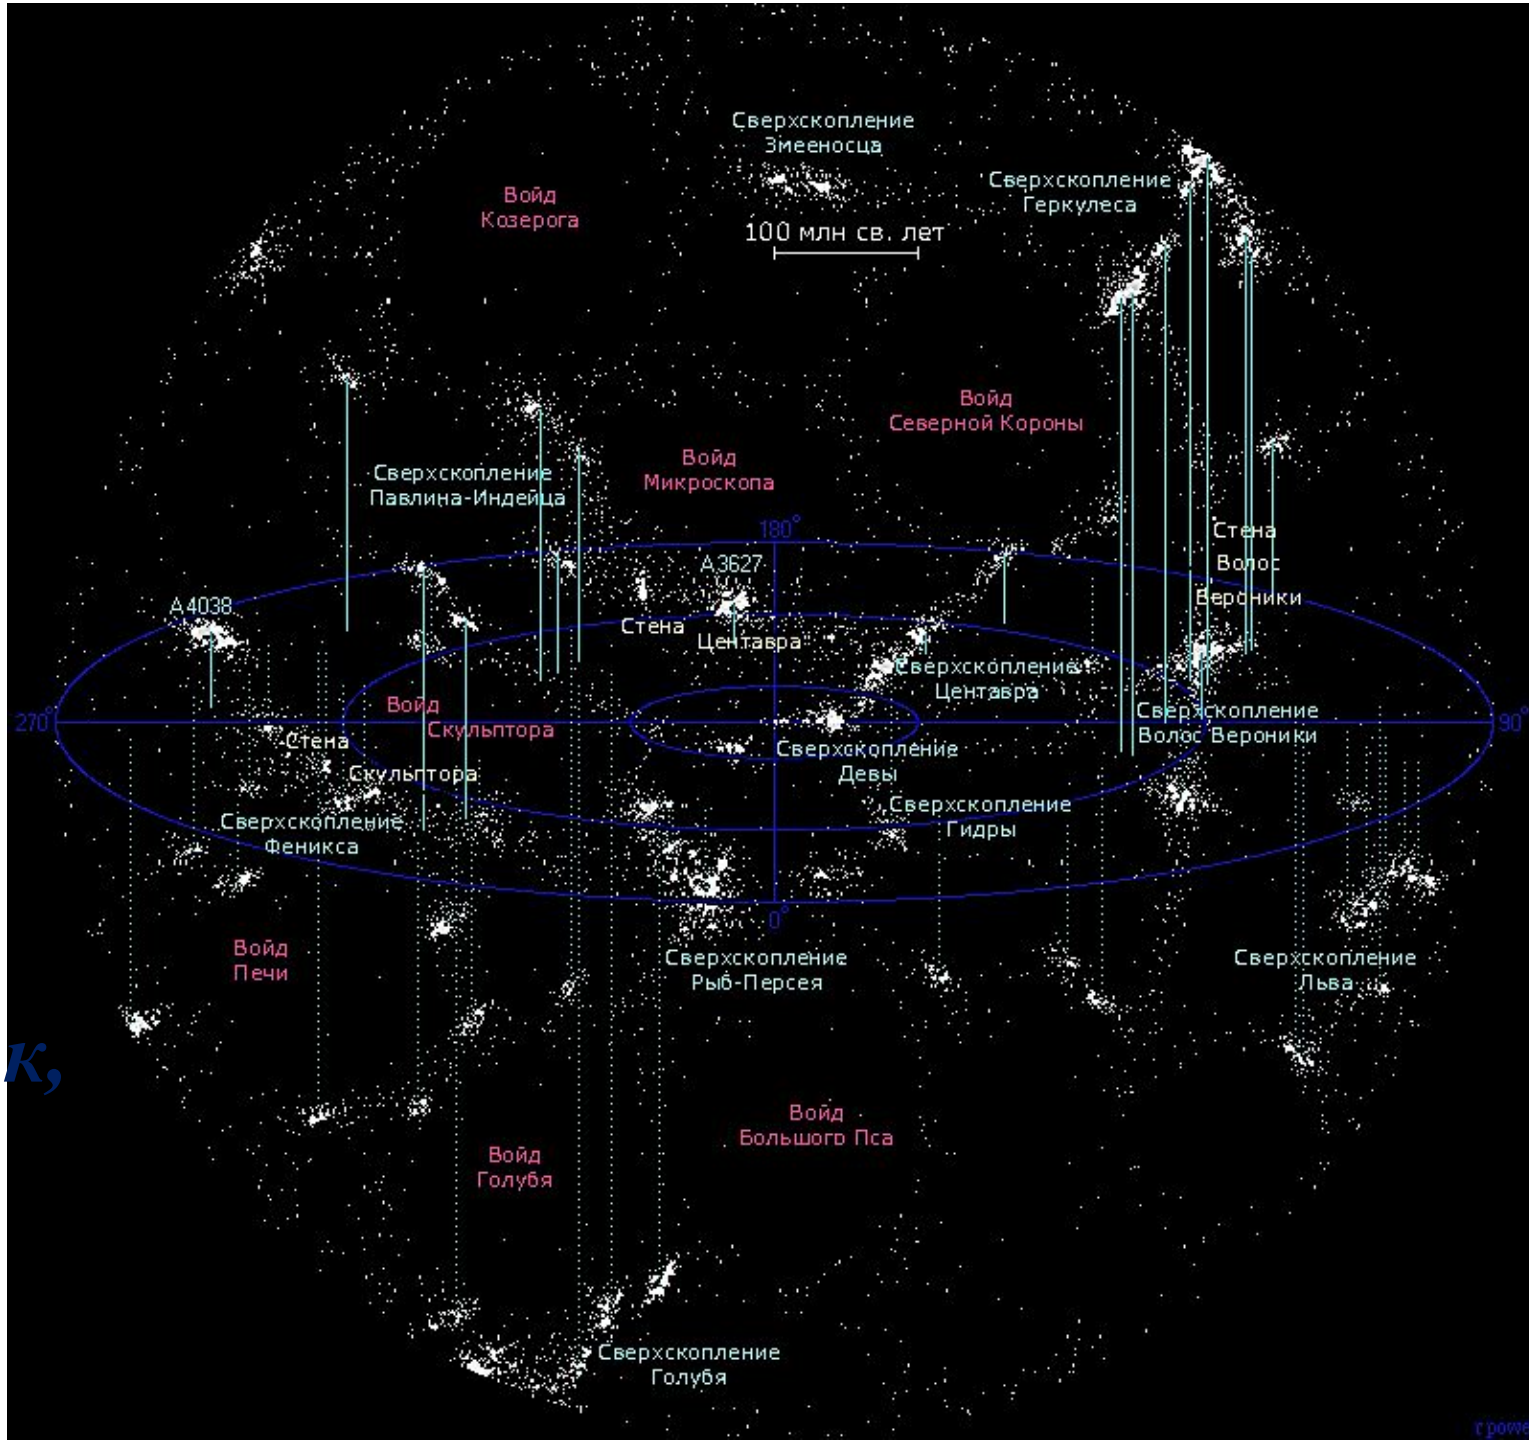 Сверхскопление
Змееносца
Войд
Козерога
Сверхскопление
Геркулеса
100 млн св. лет
Войд
Северной Короны
Войд
Микроскопа
Сверхскопление
Павлина-Индейца
180°
Стена
Волос
Вероники
A3627
A4038
Стена
Центавра
Сверхскопление
Центавра
270°
Войд
Скульптора
90°
Сверхскопление
Волос Вероники
Стена
Скульптора
Сверхскопление
Девы
Сверхскопление
Гидры
Сверхскопление
Феникса
0°
Войд
Печи
Сверхскопление
Рыб-Персея
Сверхскопление
Льва
к,
Войд
Большого Пса
Войд
Голубя
Сверхскопление
Голубя